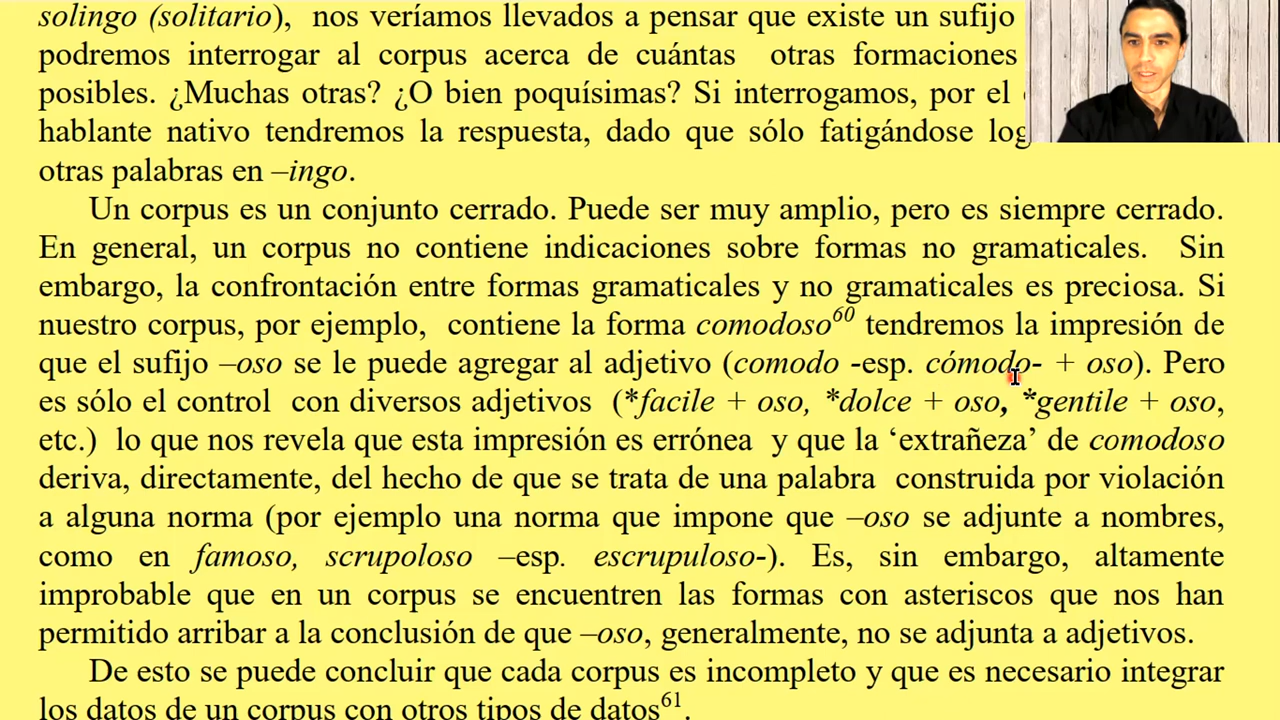 solingo (solitario), nos veríamos llevados a pensar que existe un sufijo
podremos interrogar al corpus acerca de cuántas otras formaciones
posibles. ¿Muchas otras? ¿O bien poquísimas? Si interrogamos, por el
hablante nativo tendremos la respuesta, dado que sólo fatigándose log
otras palabras en –ingo.
Un corpus es un conjunto cerrado. Puede ser muy amplio, pero es siempre cerrado.
En general, un corpus no contiene indicaciones sobre formas no gramaticales. Sin
embargo, la confrontación entre formas gramaticales y no gramaticales es preciosa. Si
nuestro corpus, por ejemplo, contiene la forma comodoso60 tendremos la impresión de
que el sufijo –oso se le puede agregar al adjetivo (comodo -esp. cómodo- + oso). Pero
es sólo el control con diversos adjetivos (*facile + oso, *dolce + oso, *gentile + oso,
etc.) lo que nos revela que esta impresión es errónea y que la ‘extrañeza’ de comodoso
deriva, directamente, del hecho de que se trata de una palabra construida por violación
a alguna norma (por ejemplo una norma que impone que –oso se adjunte a nombres,
como en famoso, scrupoloso –esp. escrupuloso-). Es, sin embargo, altamente
improbable que en un corpus se encuentren las formas con asteriscos que nos han
permitido arribar a la conclusión de que –oso, generalmente, no se adjunta a adjetivos.
De esto se puede concluir que cada corpus es incompleto y que es necesario integrar
los datos de un corpus con otros tipos de datos61.